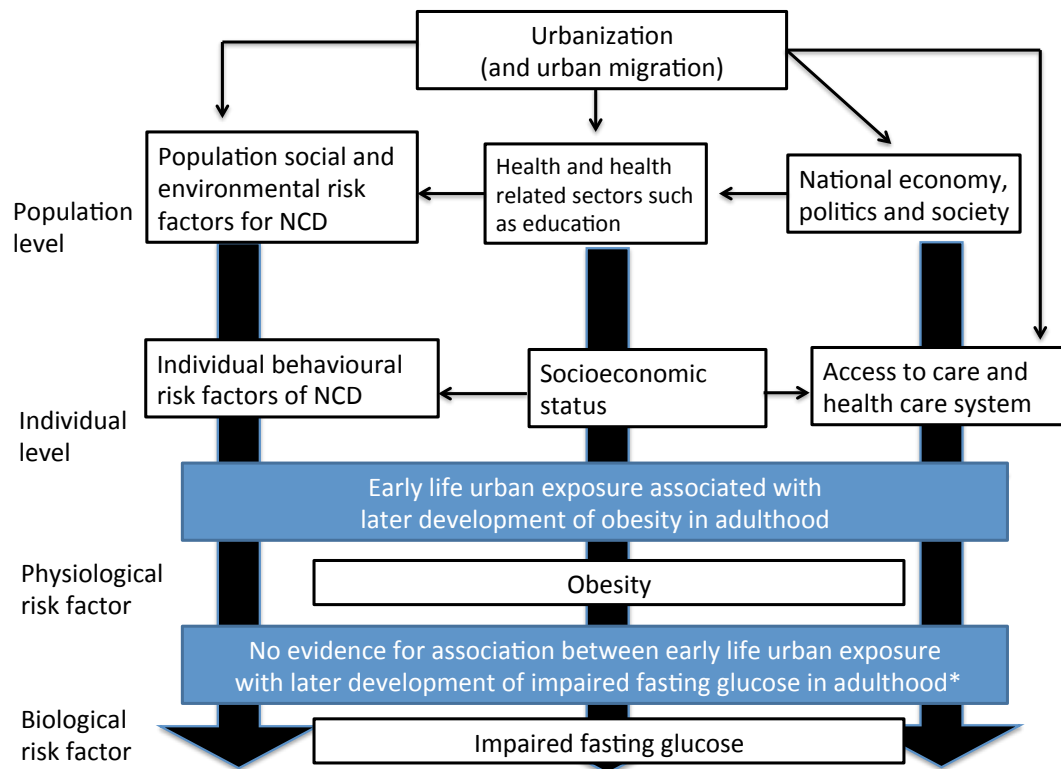 Urbanization
(and urban migration)
Population social and
environmental risk
factors for NCD
Health and health
related sectors such
as education
National economy,
politics and society
Population
level
Individual behavioural
risk factors of NCD
Socioeconomic
status
Access to care and
health care system
Individual
level
Early life urban exposure associated with
later development of obesity in adulthood
Physiological
risk factor
Obesity
No evidence for association between early life urban exposure
with later development of impaired fasting glucose in adulthood*
Biological
risk factor
Impaired fasting glucose